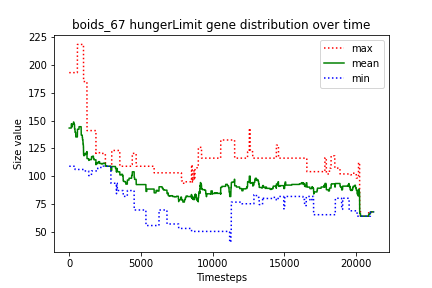 boids_67 hungerLimit gene distribution over time
225
200
175
150
125
100
75
50
Size value
max
mean
min
0
5000
10000
15000
20000
Timesteps